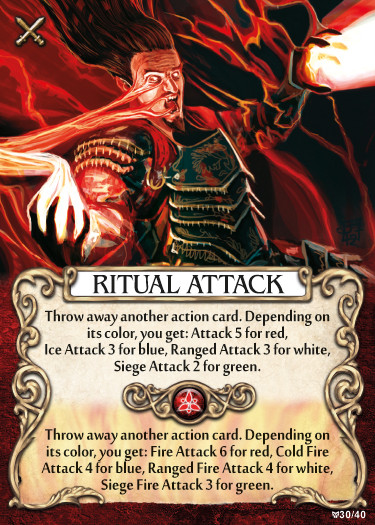 RITUAL ATTACK
Throw away another action card. Depending on
its color, you get: Attack 5 for red,
Ice Attack 3 for blue, Ranged Attack 3 for white,
Siege Attack 2 for green.
Throw away another action card. Depending on
its color, you get: Fire Attack 6 for red, Cold Fire
Attack 4 for blue, Ranged Fire Attack 4 for white,
Siege Fire Attack 3 for green.
30/40